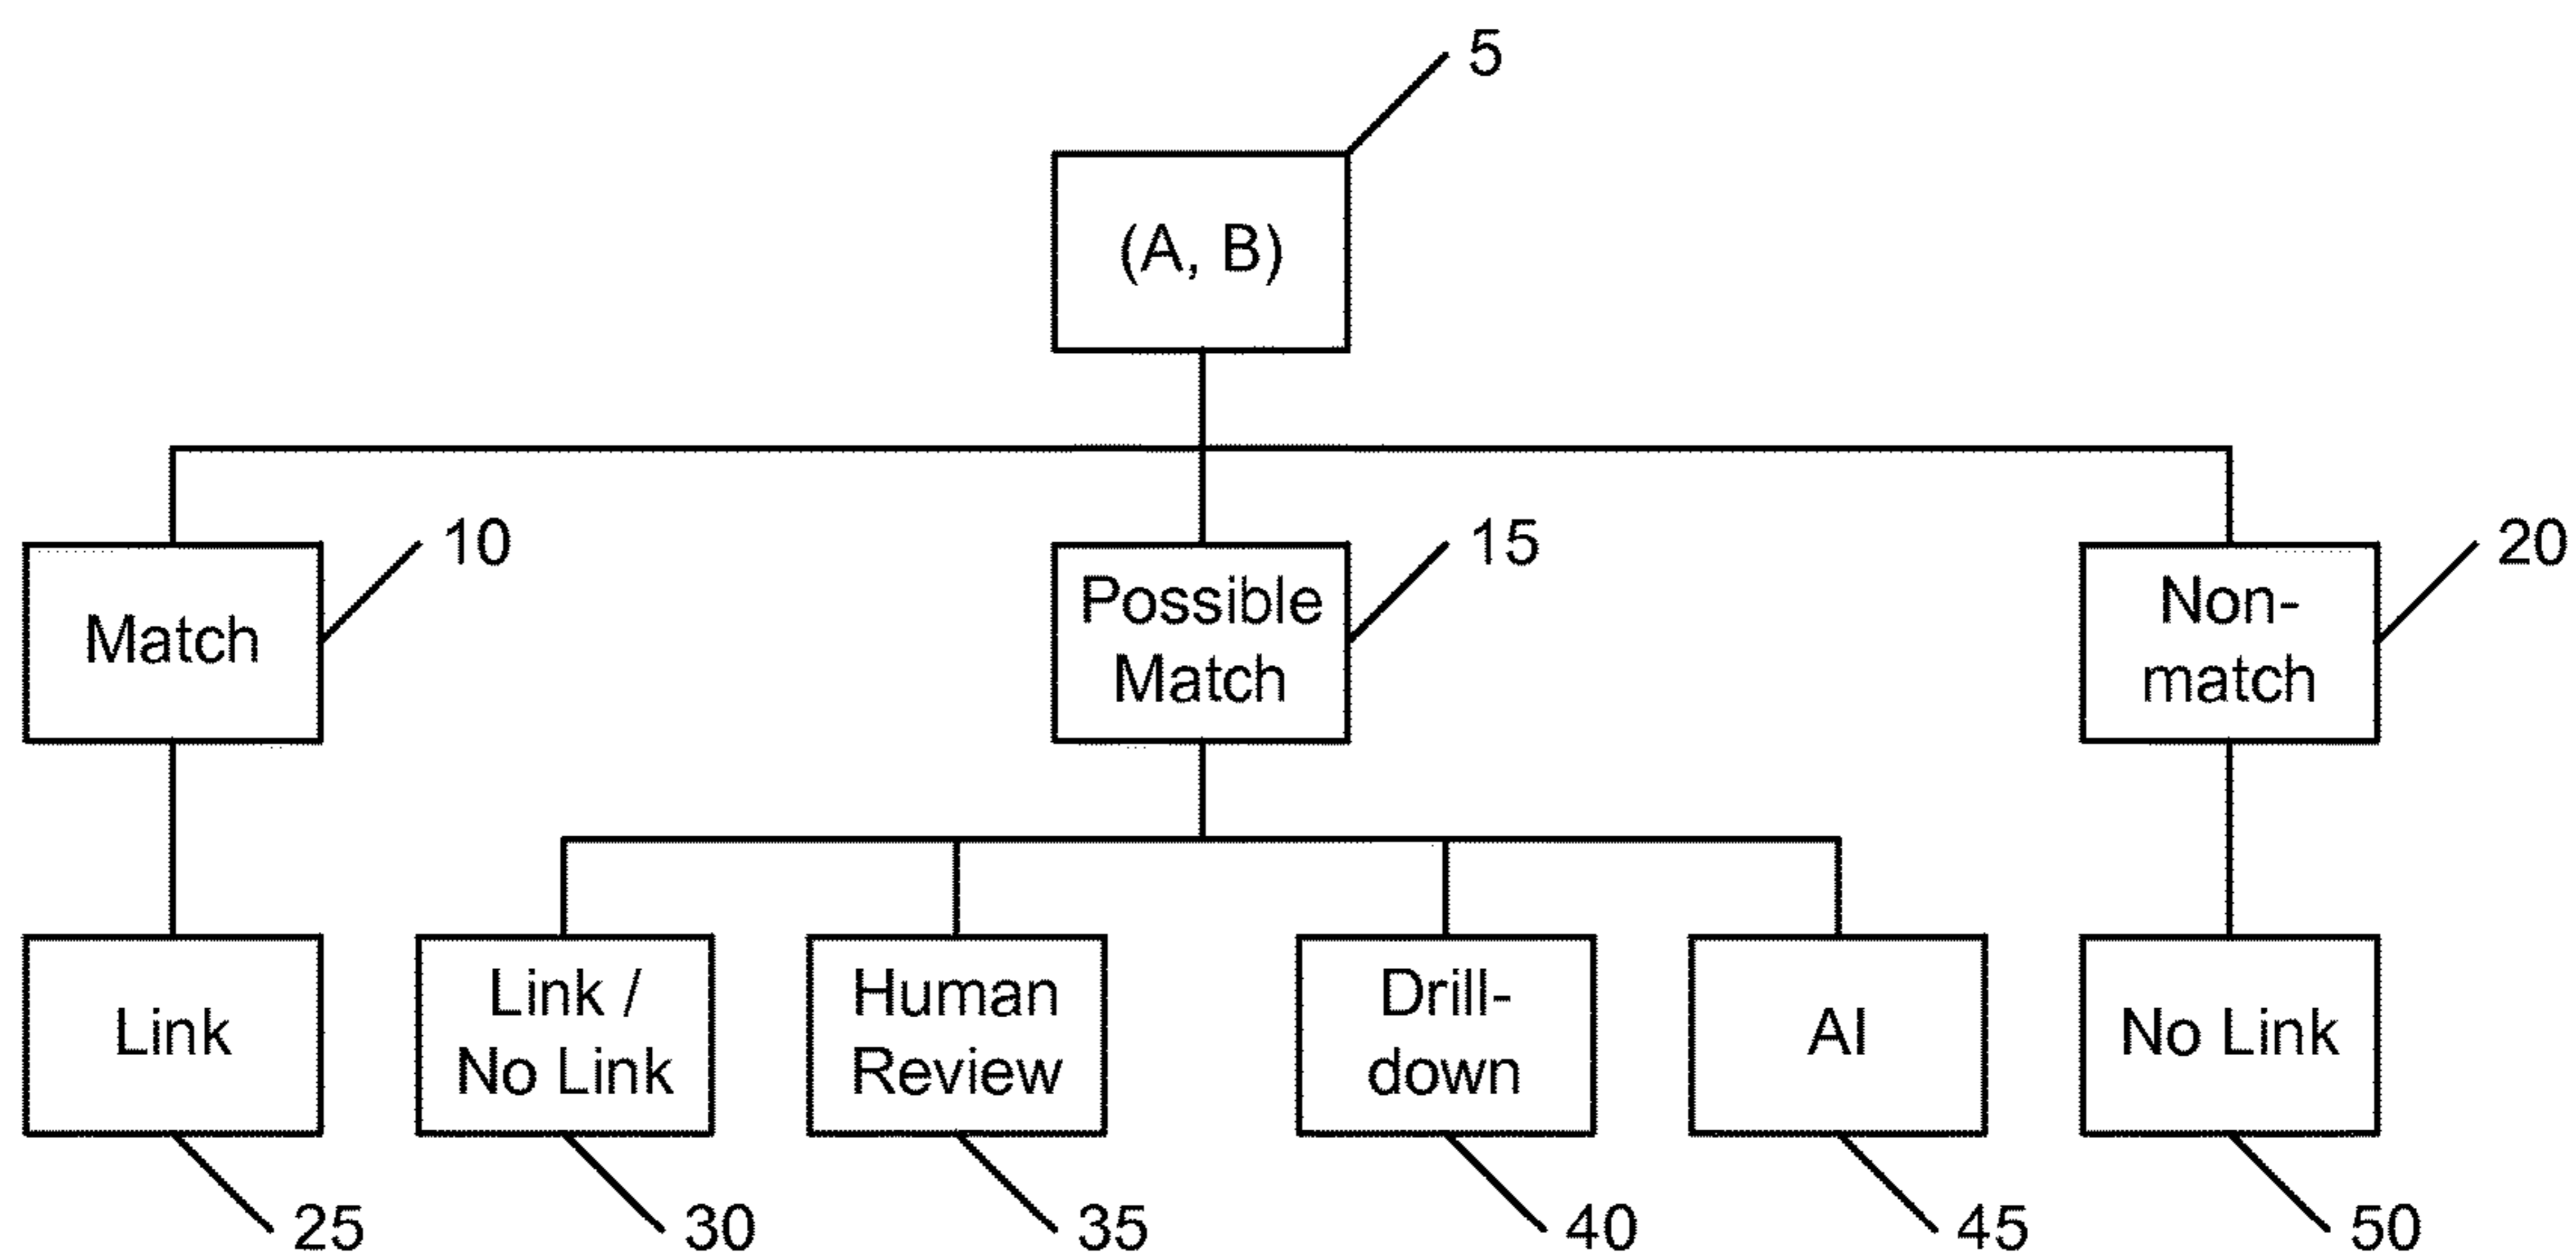 5
(A, B)
10
15
20
Match
Possible
Match
Non-
match
Link
Link /
No Link
Human
Review
Drill-
down
AI
No Link
25
30
35
40
45
50